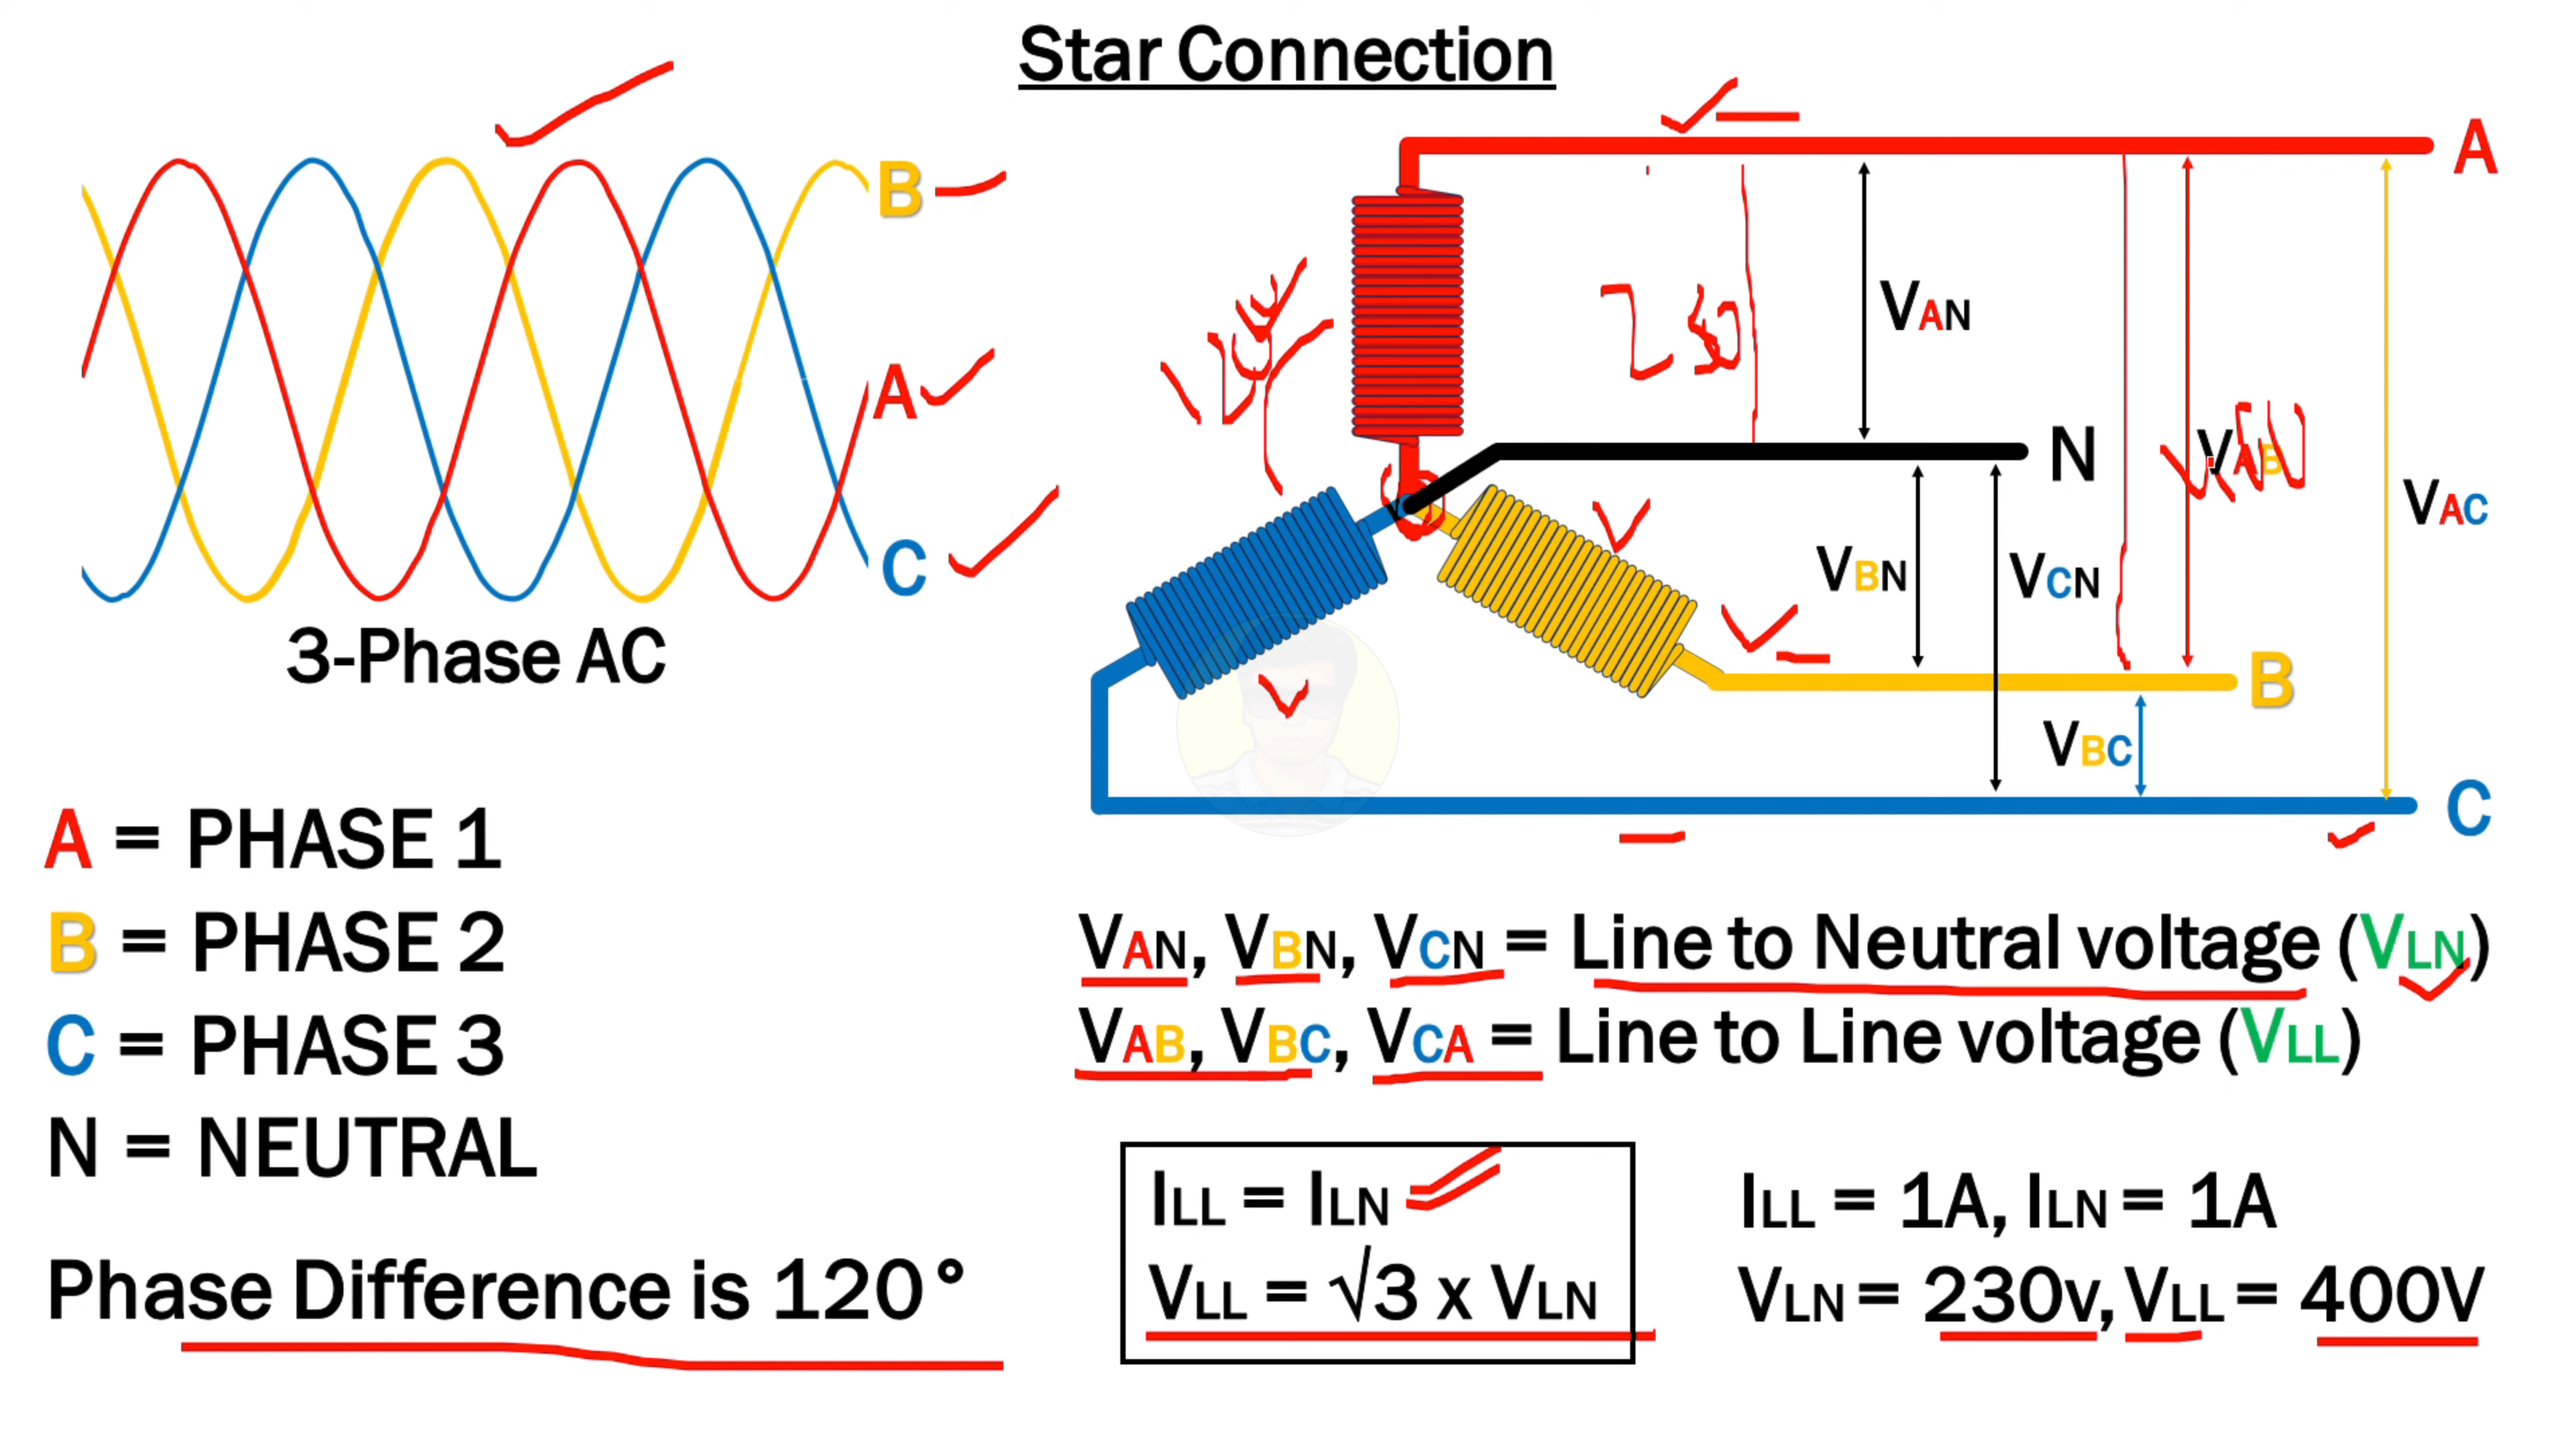 Star Connection
B
A
C
3-Phase AC
A
VAN
N
VAC
VBN
VCN
B
VBC
C
230
A = PHASE 1
B = PHASE 2
C = PHASE 3
N = NEUTRAL
Phase Difference is 120°
VAN, VBN, VCN = Line to Neutral voltage (VLN)
VAB, VBC, VCA = Line to Line voltage (VLL)
ILL = ILN
VLL = √3 x VLN
ILL = 1A, ILN = 1A
VLN = 230v, VLL = 400V